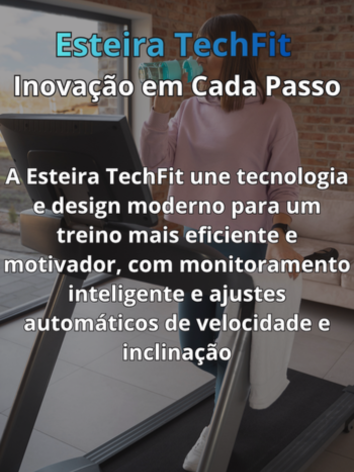 Esteira TechFit
Inovação em Cada Passo
A Esteira TechFit une tecnologia
e design moderno para um
treino mais eficiente e
motivador, com monitoramento
inteligente e ajustes
automáticos de velocidade e
inclinação